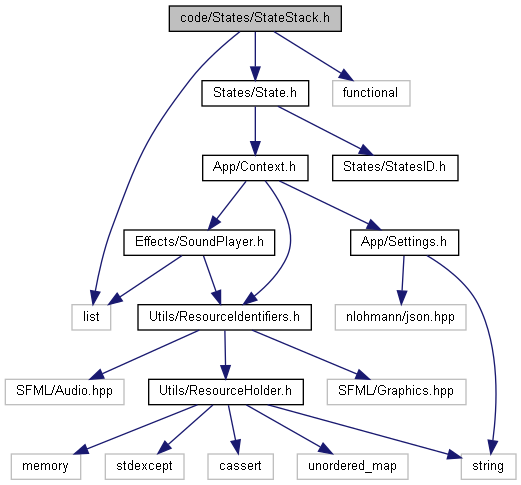 code/States/StateStack.h
States/State.h
functional
App/Context.h
States/StatesID.h
Effects/SoundPlayer.h
App/Settings.h
list
Utils/ResourceIdentifiers.h
nlohmann/json.hpp
SFML/Audio.hpp
Utils/ResourceHolder.h
SFML/Graphics.hpp
memory
stdexcept
cassert
unordered_map
string